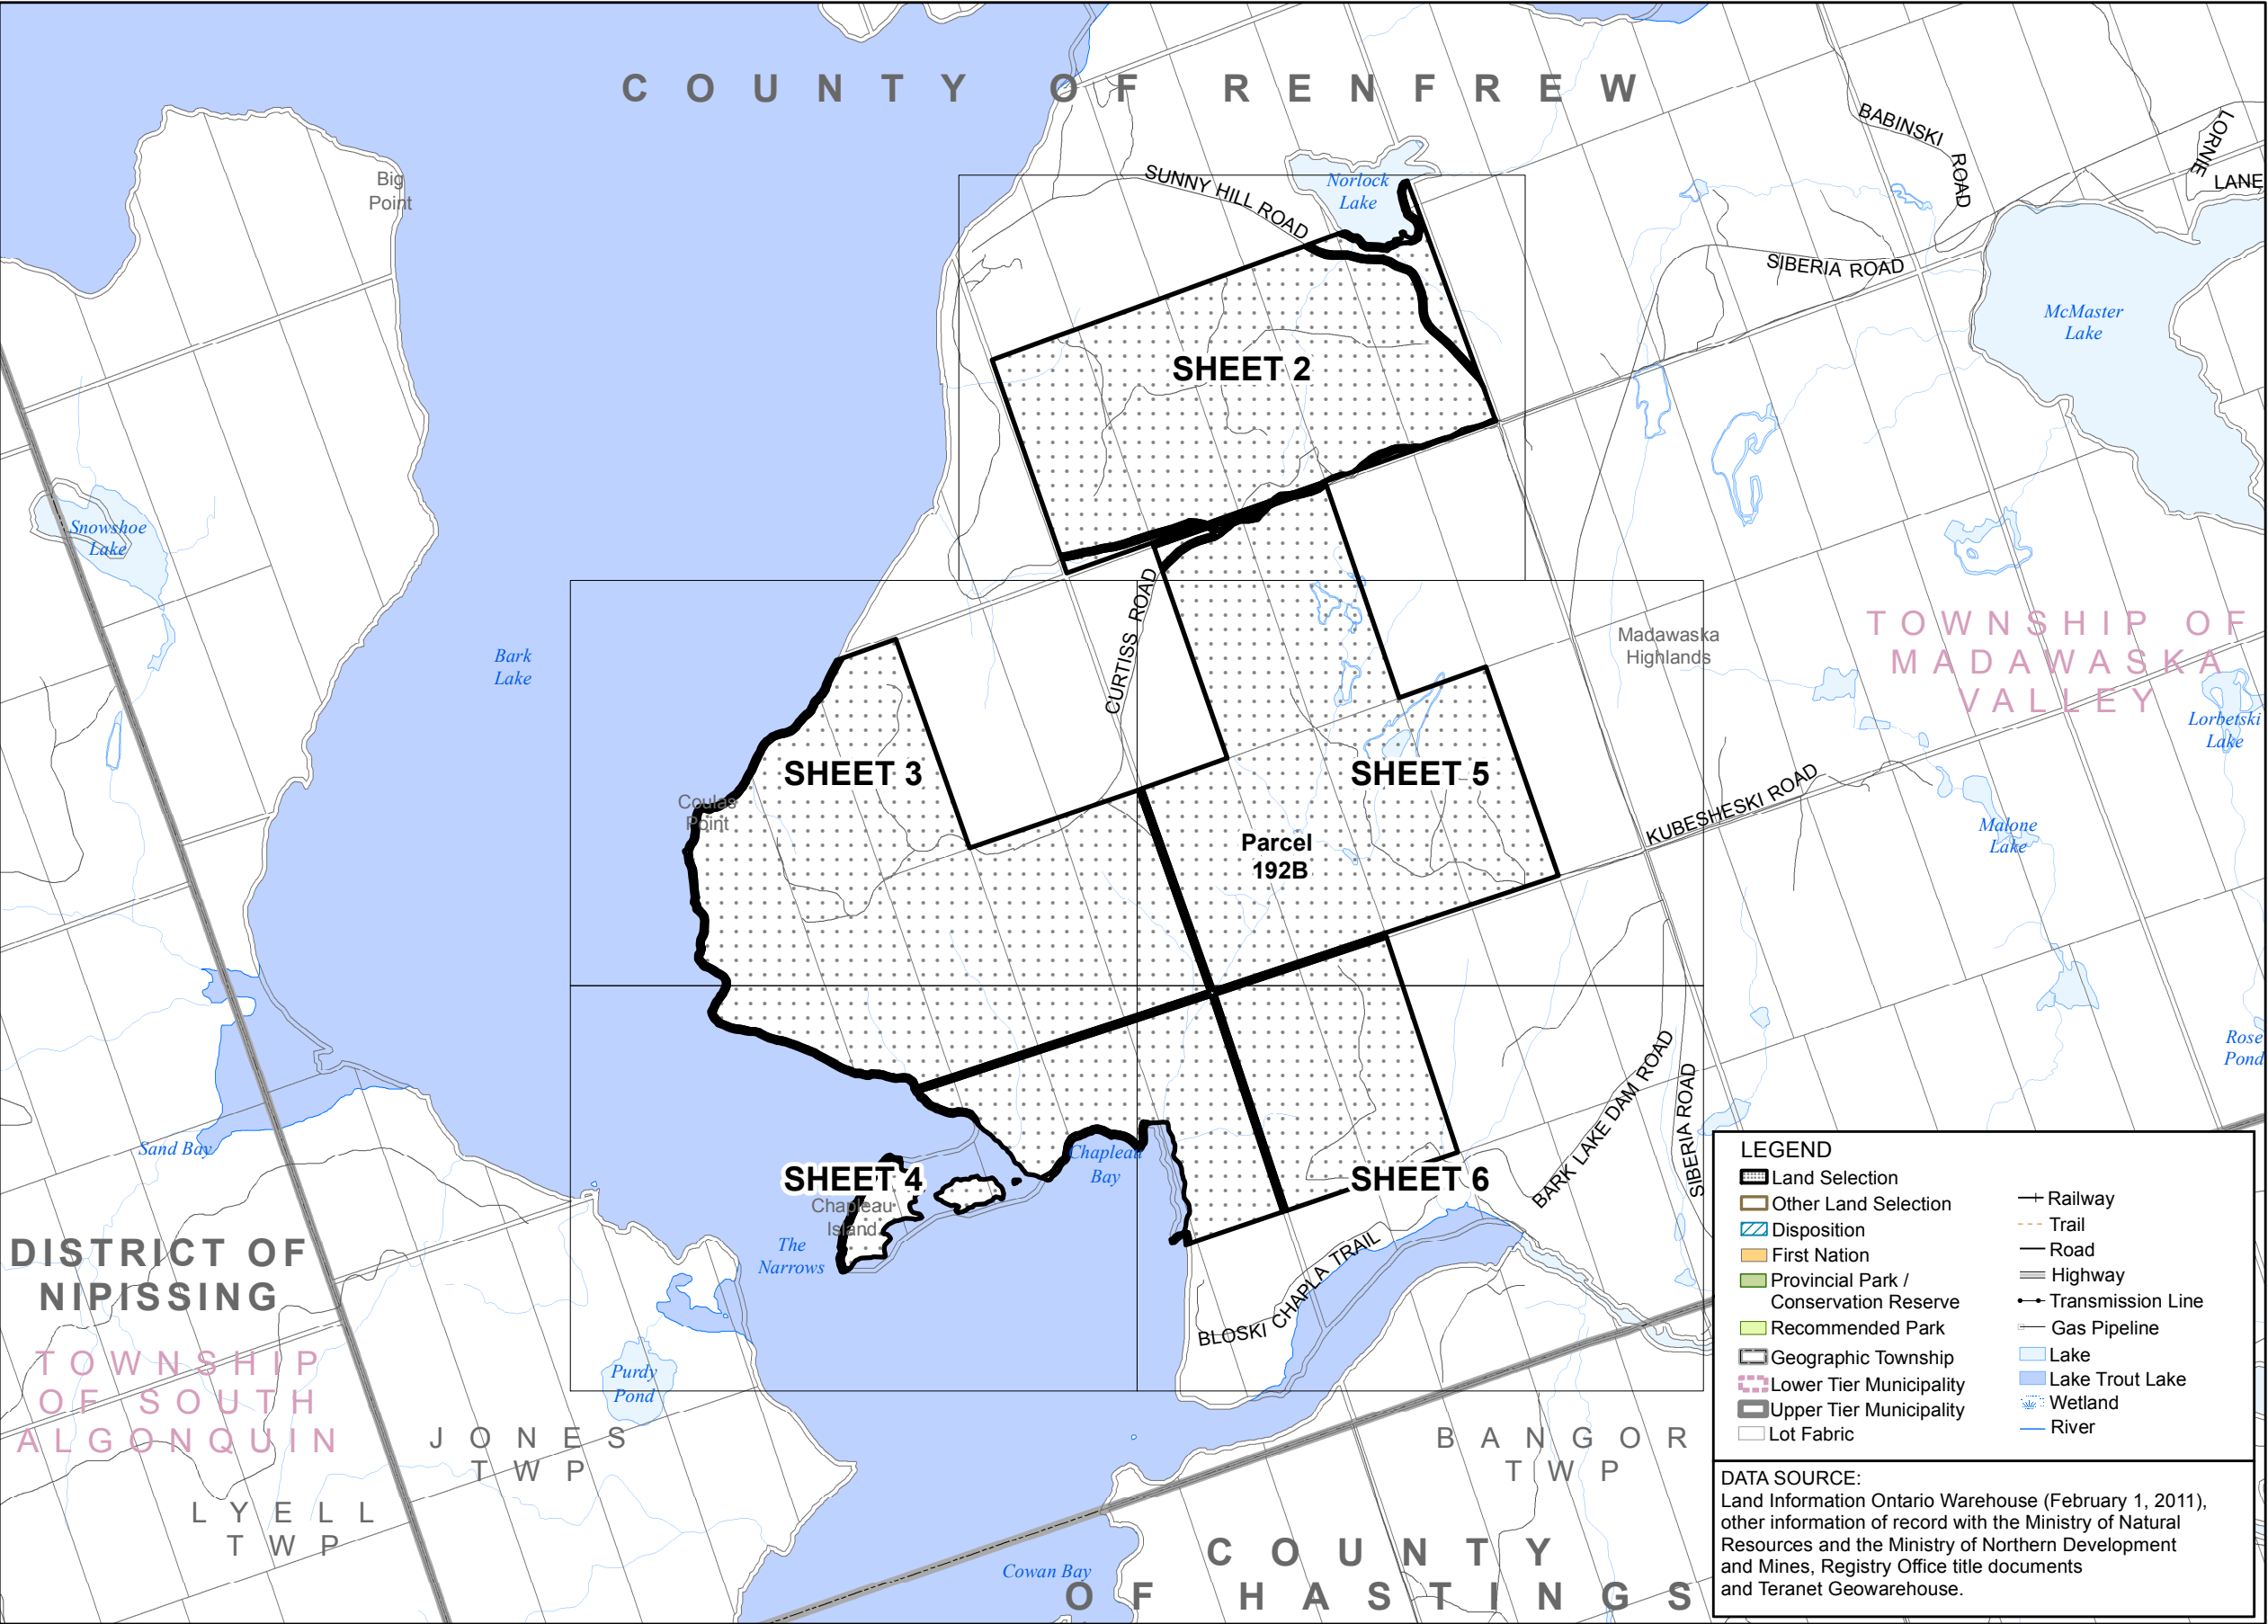 COUNTY OF RENFREW
BABINSKI ROAD
LORNIE
LANE
Big
Point
SUNNY HILL ROAD
Norlock
Lake
SIBERIA ROAD
McMaster
Lake
SHEET 2
Snowshoe
Lake
CURTISS ROAD
Bark
Lake
Madawaska
Highlands
TOWNSHIP OF
MADAWASKA
VALLEY
Lorbetski
Lake
SHEET 3
SHEET 5
Coulas
Point
KUBESHESKI ROAD
Malone
Lake
Parcel
192B
Rose
Pond
BARK LAKE DAM ROAD
SIBERIA ROAD
Sand Bay
Chapleau
Bay
SHEET 4
SHEET 6
Chapleau
Island
The
Narrows
BLOSKI CHAPLA TRAIL
DISTRICT OF
NIPISSING
TOWNSHIP
OF SOUTH
ALGONQUIN
Purdy
Pond
JONES
TWP
LYELL
TWP
BANGOR
TWP
Cowan Bay
COUNTY
OF HASTINGS
LEGEND
Land Selection
Other Land Selection
Disposition
First Nation
Provincial Park /
Conservation Reserve
Recommended Park
Geographic Township
Lower Tier Municipality
Upper Tier Municipality
Lot Fabric
Railway
Trail
Road
Highway
Transmission Line
Gas Pipeline
Lake
Lake Trout Lake
Wetland
River
DATA SOURCE:
Land Information Ontario Warehouse (February 1, 2011),
other information of record with the Ministry of Natural
Resources and the Ministry of Northern Development
and Mines, Registry Office title documents
and Teranet Geowarehouse.